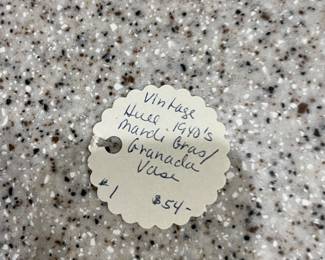 Vintage
Hull 1940's
Mardi Gras/
Granada
Vase
#1 $54-